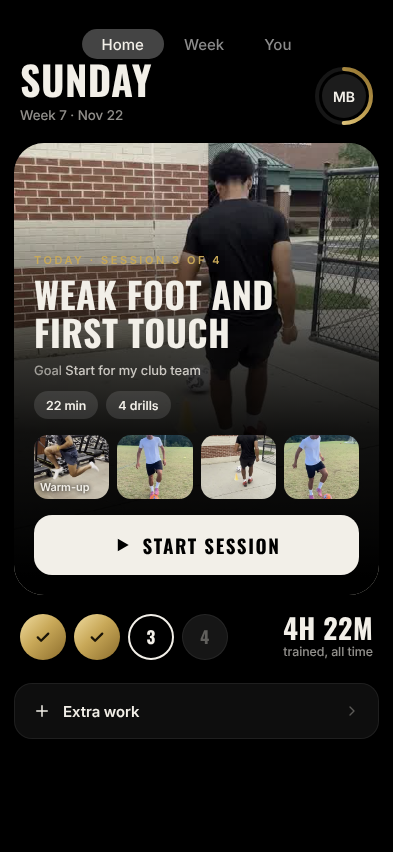 Home Week You
SUNDAY
Week 7 · Nov 22
MB
TODAY SESSION 3 OF 4
WEAK FOOT AND
FIRST TOUCH
Goal Start for my club team
22 min 4 drills
Warm-up
START SESSION
3 4
4H 22M
trained, all time
Extra work